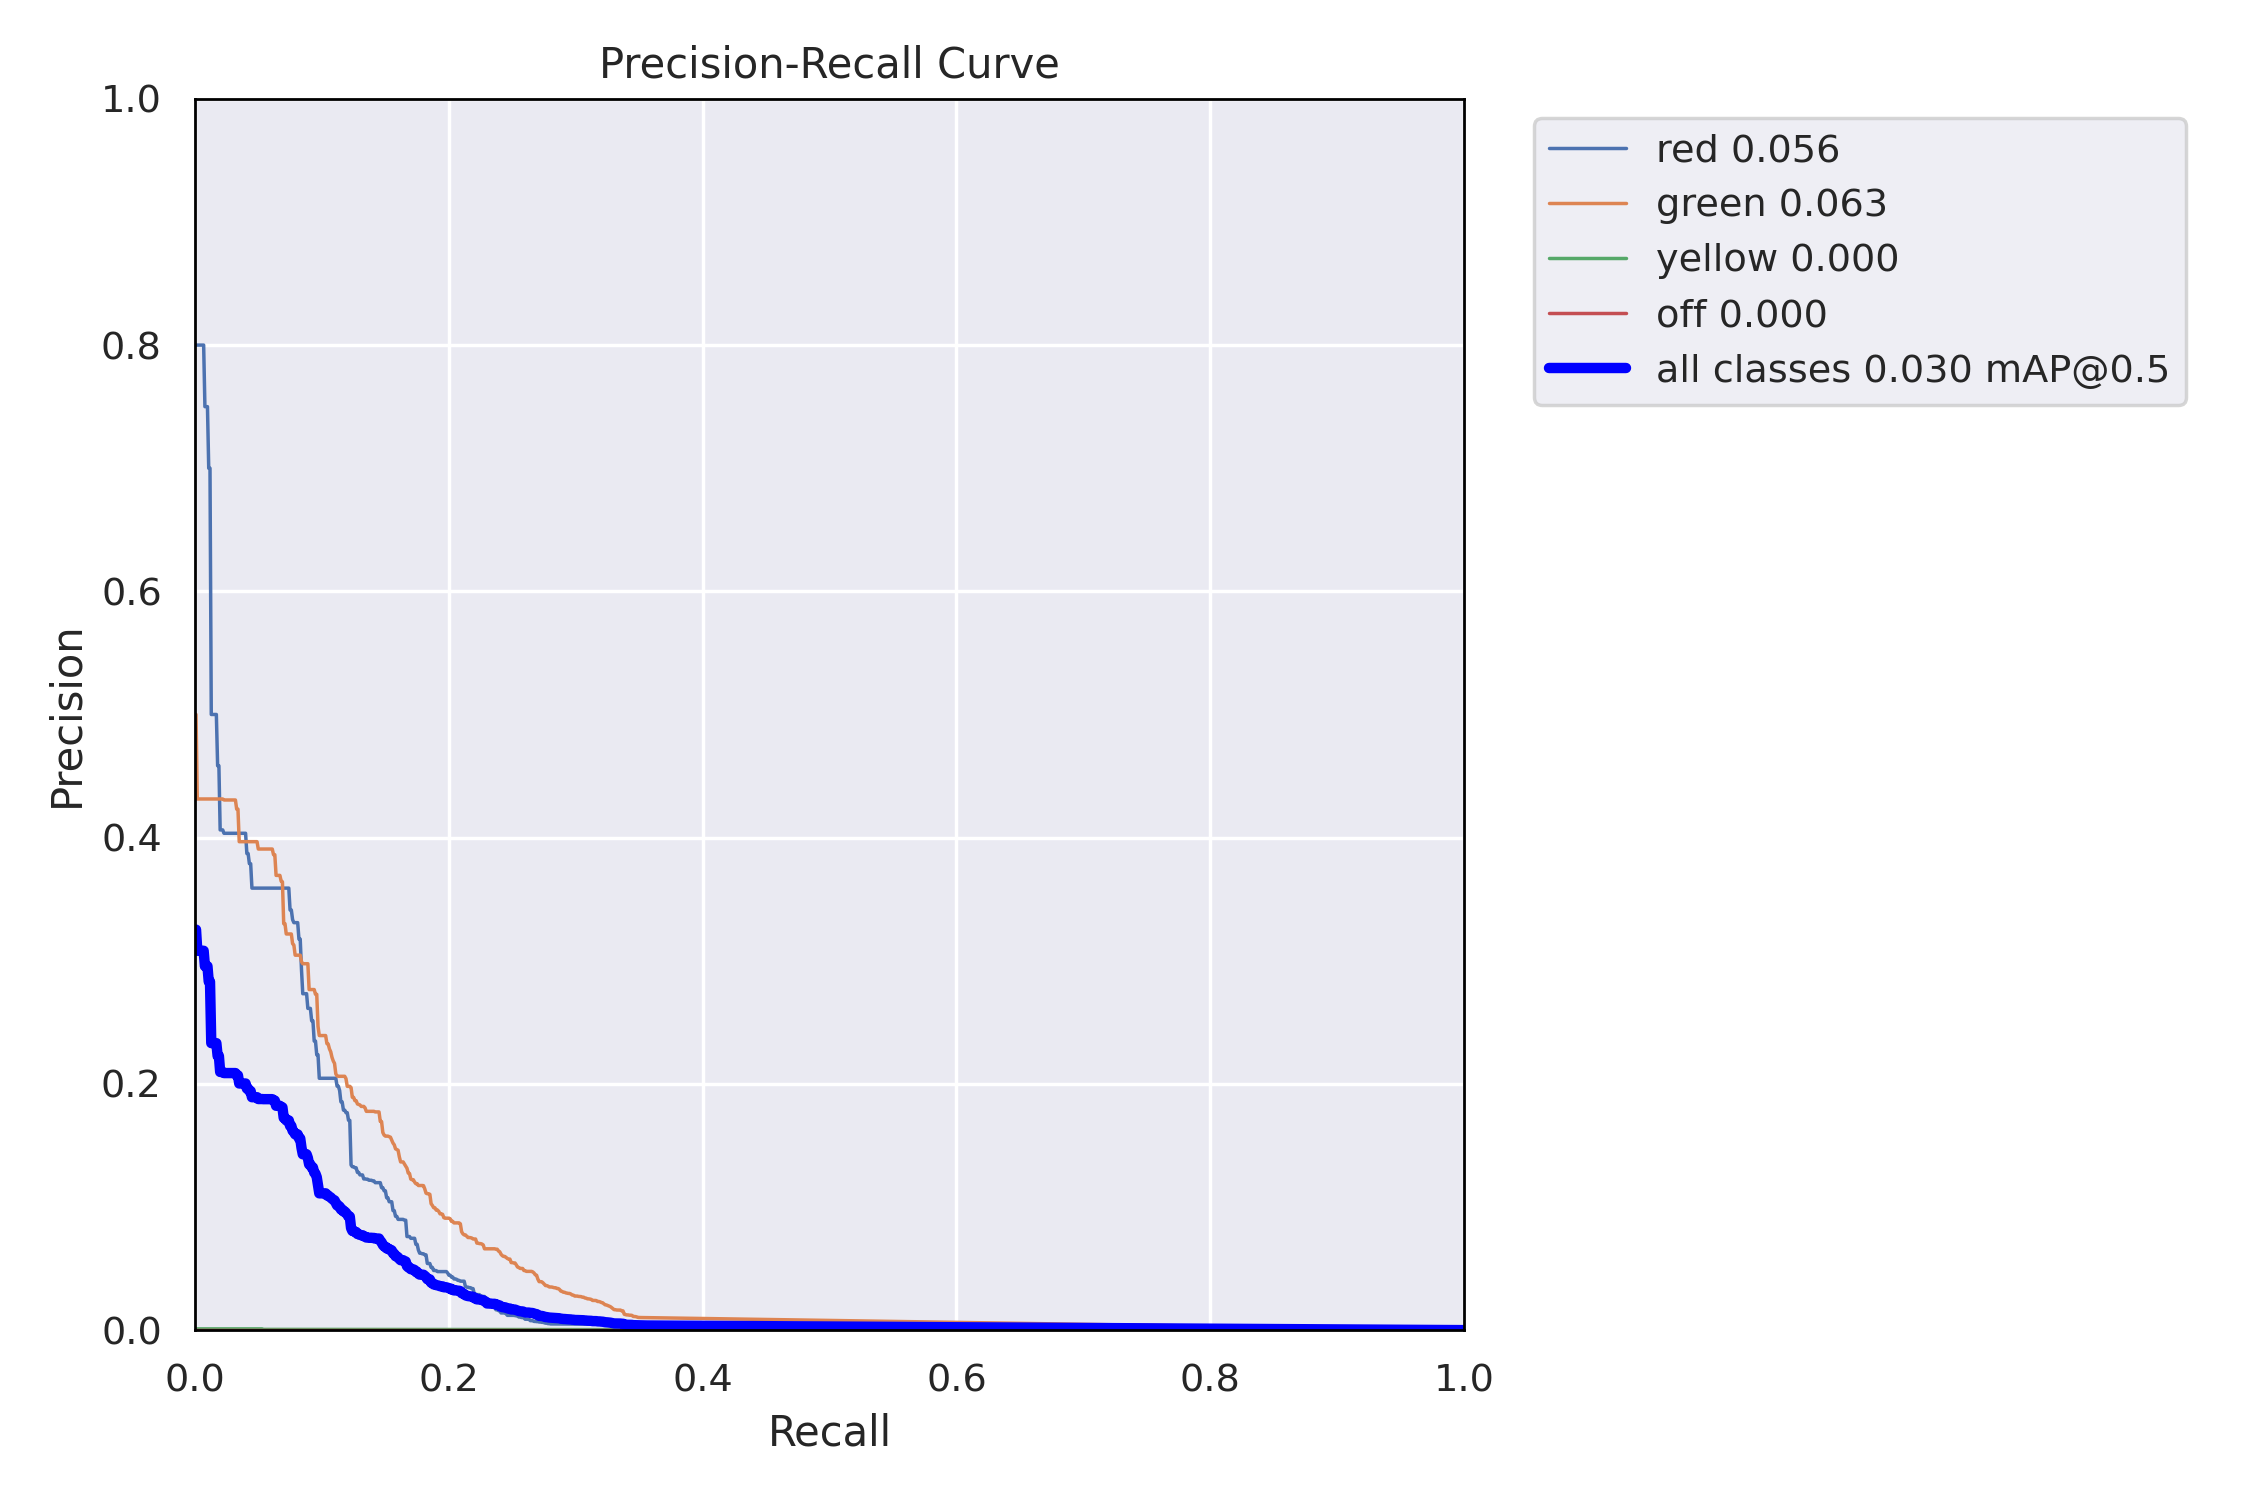 Precision-Recall Curve
1.0
0.8
0.6
0.4
0.2
0.0
Precision
0.0 0.2 0.4 0.6 0.8 1.0
Recall
red 0.056
green 0.063
yellow 0.000
off 0.000
all classes 0.030 mAP@0.5